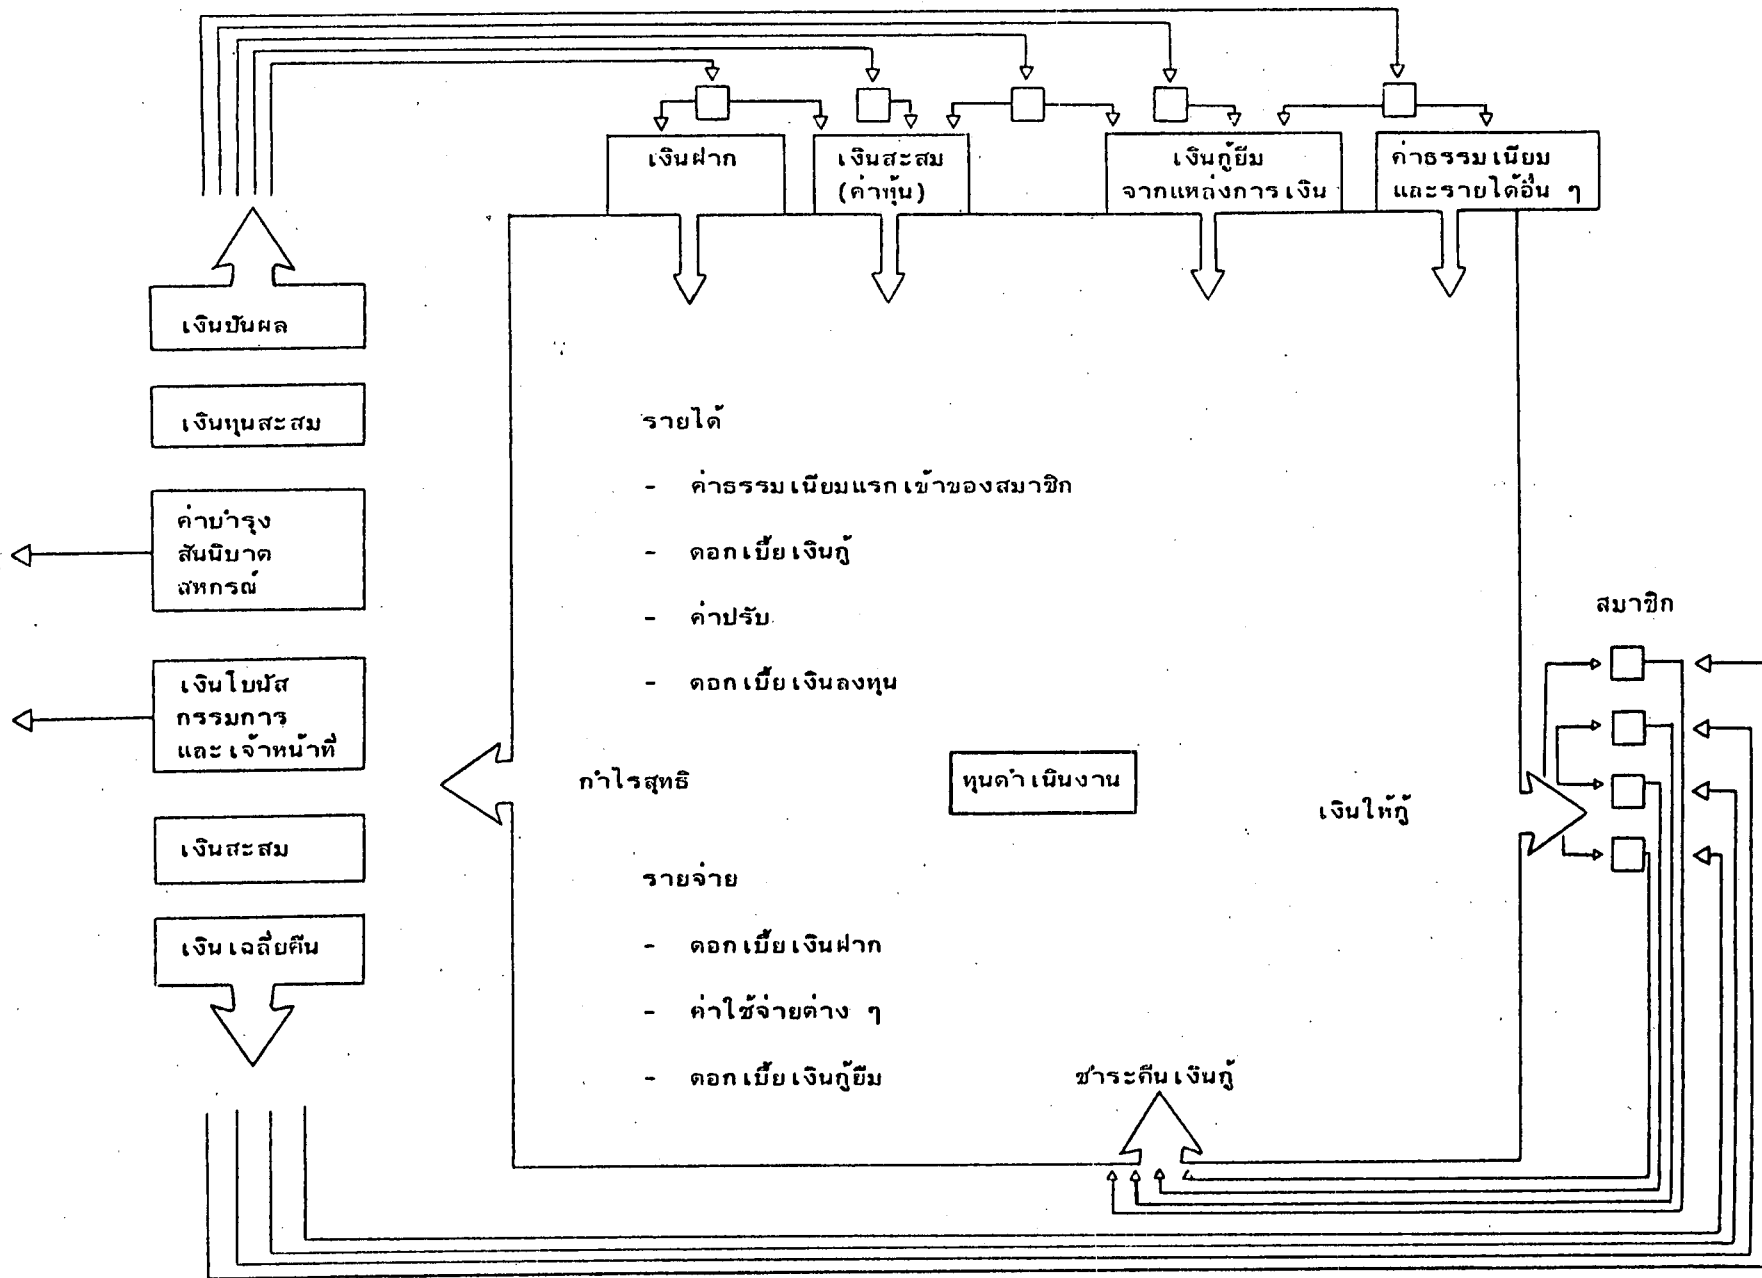 เงินฝาก
เงินสะสม
(ค่าหุ้น)
เงินกู้ยืม
จากแหล่งการเงิน
ค่าธรรมเนียม
และรายได้อื่น ๆ
เงินปันผล
เงินทุนสะสม
ค่าบำรุง
สันนิบาต
สหกรณ์
เงินโบนัส
กรรมการ
และเจ้าหน้าที่
เงินสะสม
เงินเฉลี่ยคืน
รายได้
- ค่าธรรมเนียมแรกเข้าของสมาชิก
- ดอกเบี้ยเงินกู้
- ค่าปรับ
- ดอกเบี้ยเงินลงทุน
กำไรสุทธิ
ทุนดำเนินงาน
เงินให้กู้
สมาชิก
รายจ่าย
- ดอกเบี้ยเงินฝาก
- ค่าใช้จ่ายต่าง ๆ
- ดอกเบี้ยเงินกู้ยืม
ชำระคืนเงินกู้